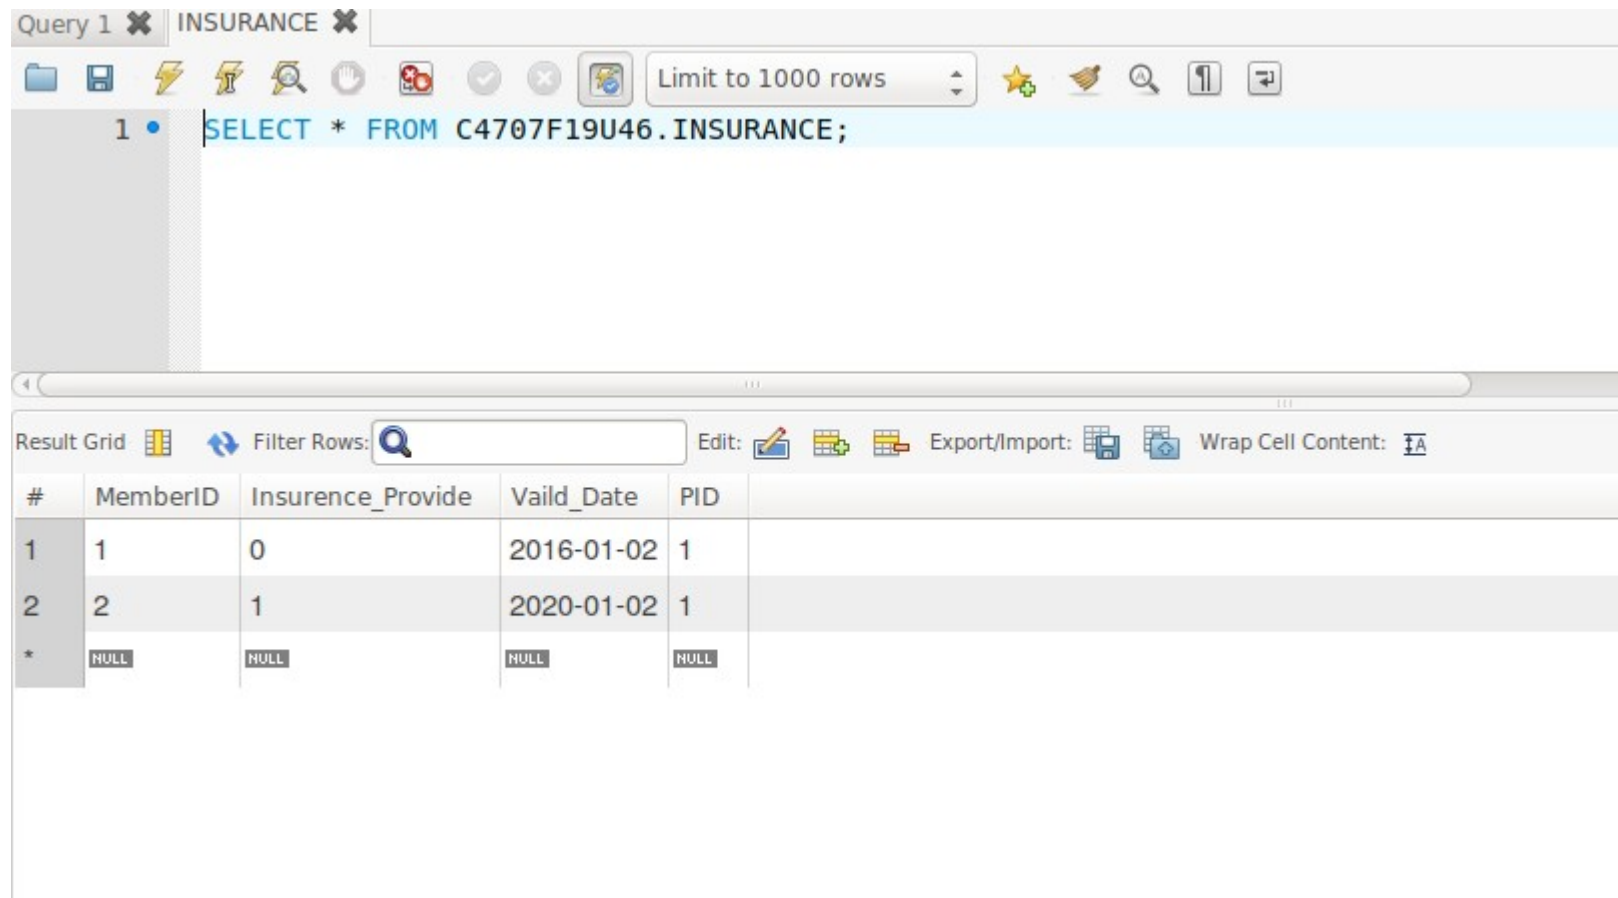 Query 1 INSURANCE
Limit to 1000 rows
1 SELECT * FROM C4707F19U46.INSURANCE;
Result Grid Filter Rows: Edit: Export/Import: Wrap Cell Content: IA
# MemberID Insurence_Provide Vaild_Date PID
1 1 0 2016-01-02 1
2 2 1 2020-01-02 1
* NULL NULL NULL NULL